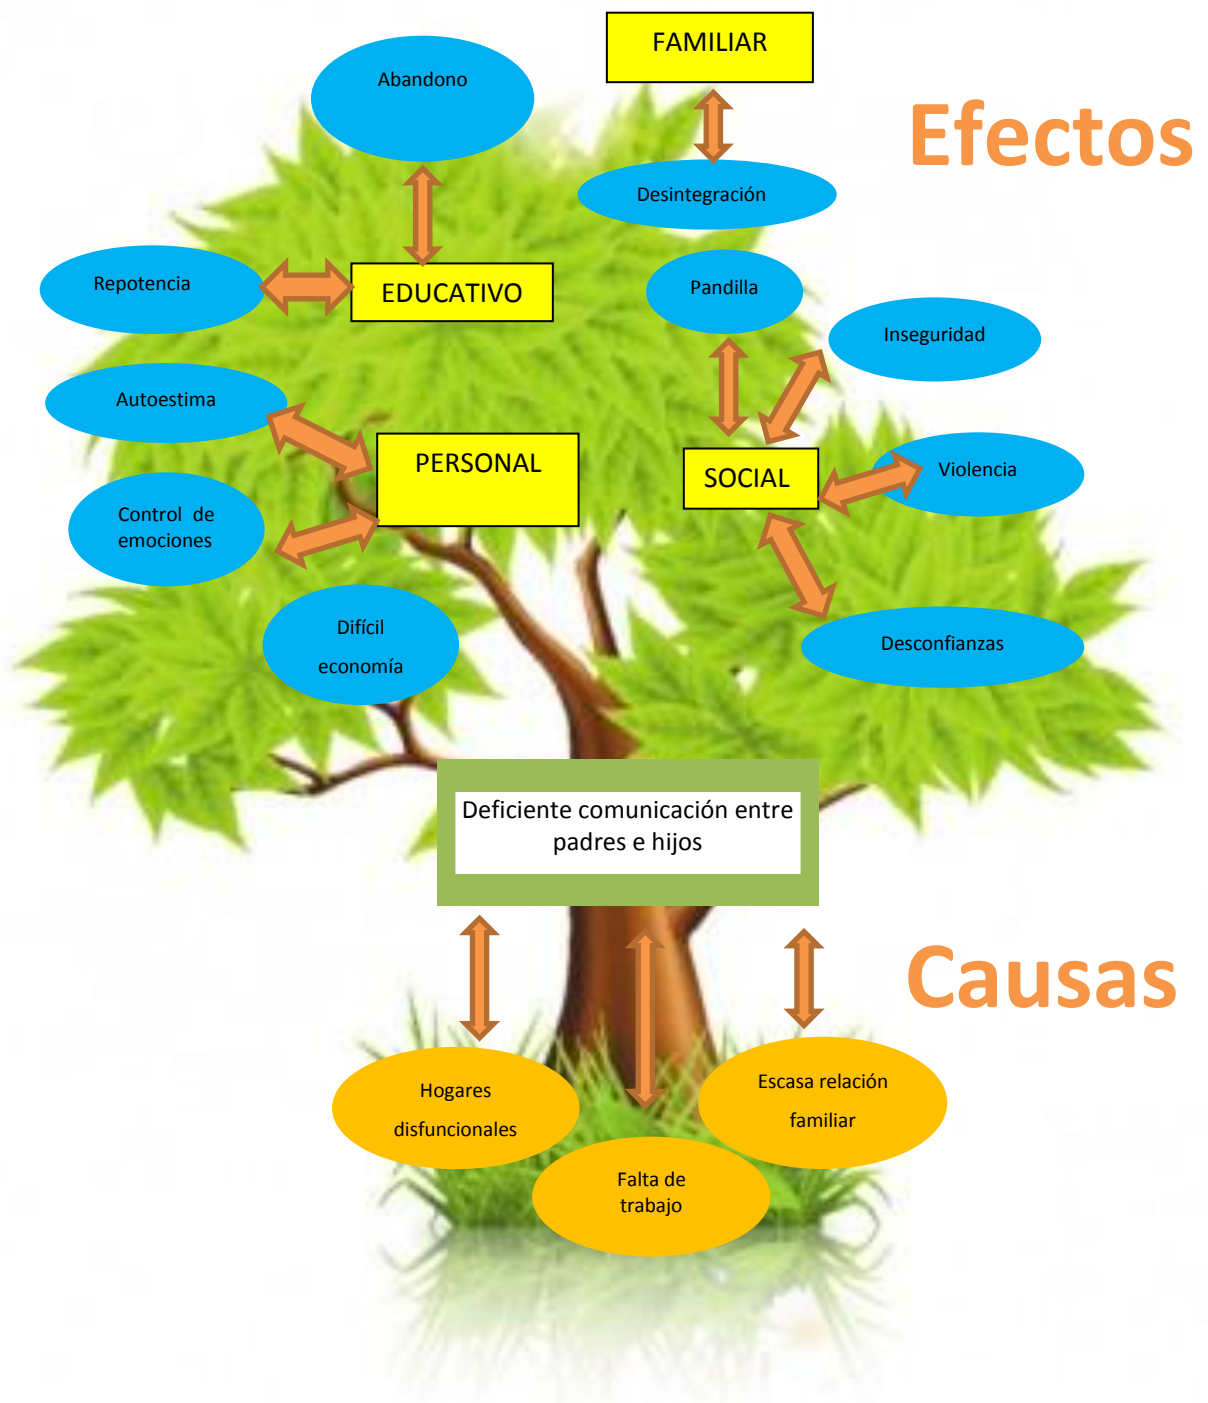 FAMILIAR
Abandono
Efectos
Desintegración
Repotencia
EDUCATIVO
Pandilla
Inseguridad
Autoestima
PERSONAL
SOCIAL
Violencia
Control de
emociones
Difícil
economía
Desconfianzas
Deficiente comunicación entre
padres e hijos
Causas
Hogares
disfuncionales
Escasa relación
familiar
Falta de
trabajo